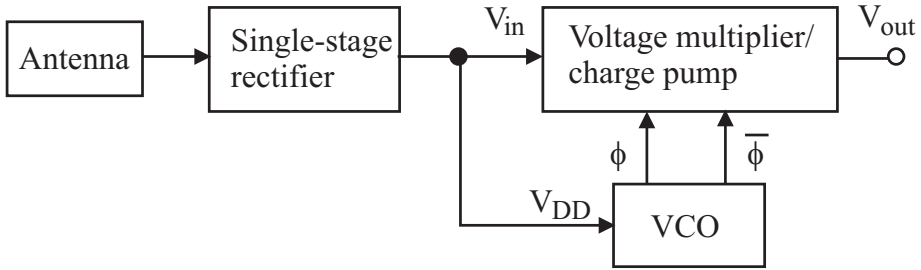 Antenna
Single-stage
rectifier
V_in
Voltage multiplier/
charge pump
V_out
ϕ
ϕ̅
V_DD
VCO